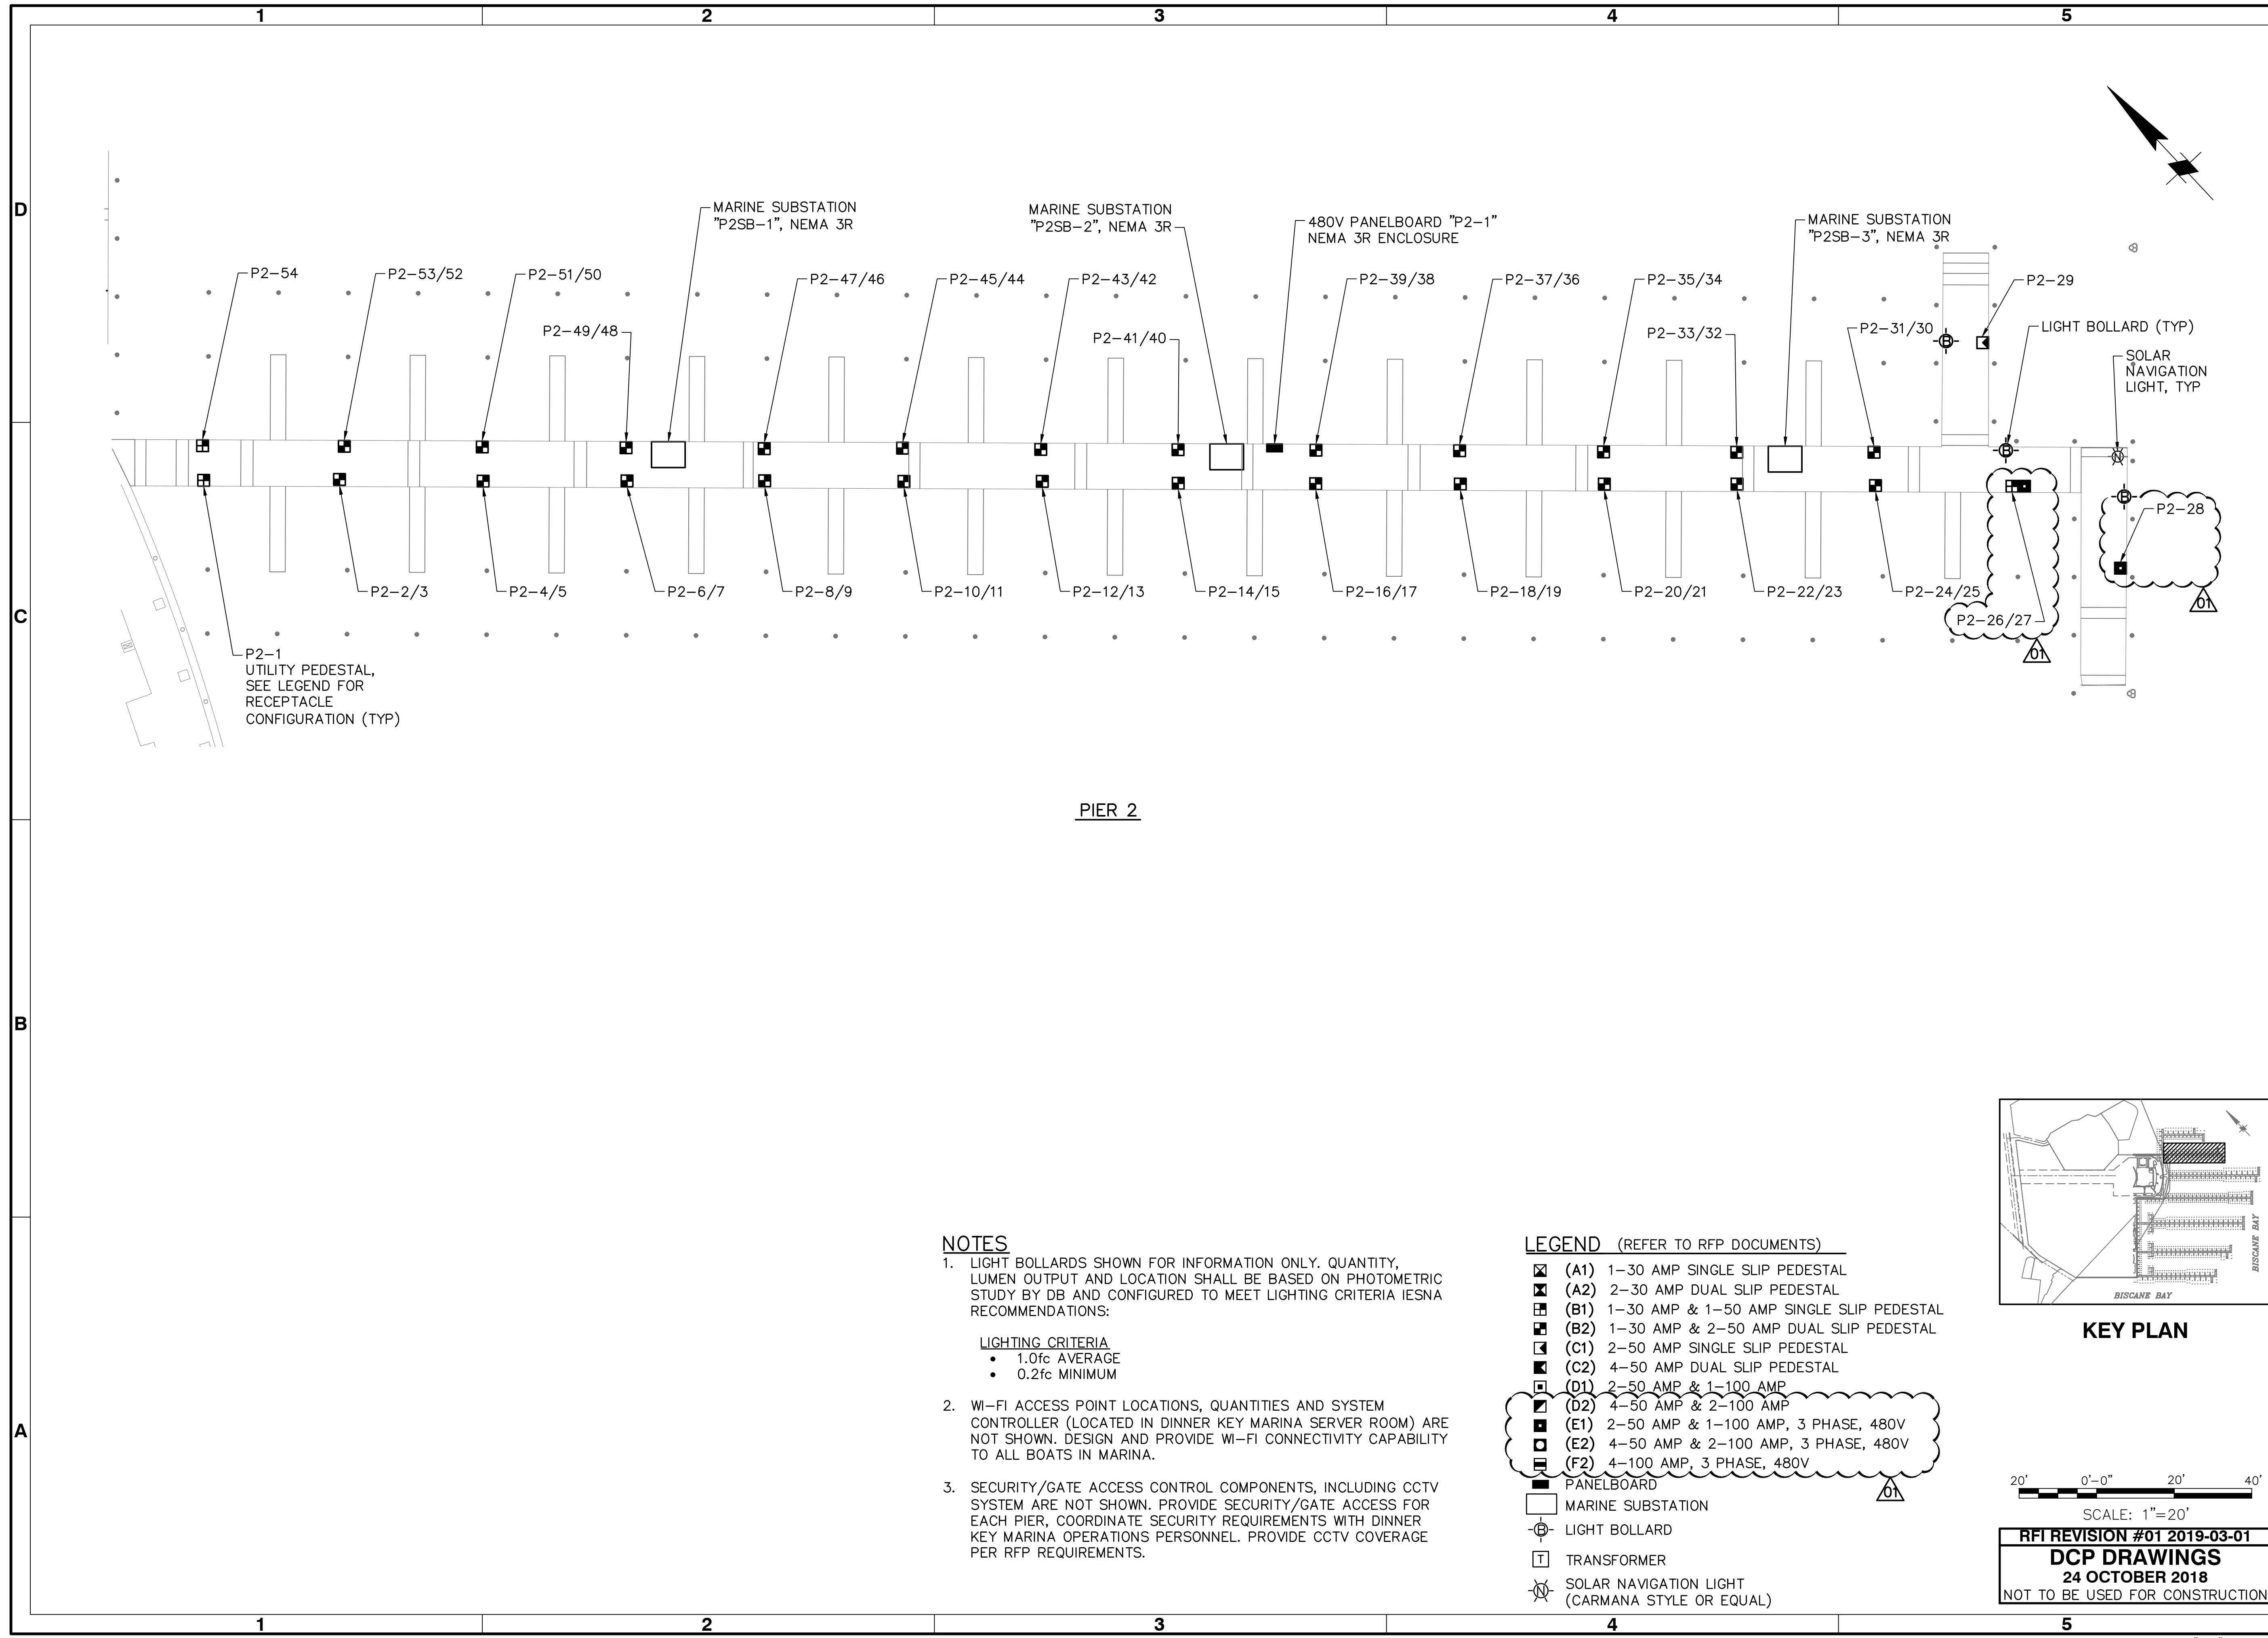 1 2 3 4 5
D
C
B
A
MARINE SUBSTATION
"P2SB-1", NEMA 3R
MARINE SUBSTATION
"P2SB-2", NEMA 3R
480V PANELBOARD "P2-1"
NEMA 3R ENCLOSURE
MARINE SUBSTATION
"P2SB-3", NEMA 3R
P2-54
P2-53/52
P2-51/50
P2-49/48
P2-47/46
P2-45/44
P2-43/42
P2-41/40
P2-39/38
P2-37/36
P2-35/34
P2-33/32
P2-31/30
P2-29
B
LIGHT BOLLARD (TYP)
SOLAR
NAVIGATION
LIGHT, TYP
B
N
B
P2-28
01
P2-1
UTILITY PEDESTAL,
SEE LEGEND FOR
RECEPTACLE
CONFIGURATION (TYP)
P2-2/3
P2-4/5
P2-6/7
P2-8/9
P2-10/11
P2-12/13
P2-14/15
P2-16/17
P2-18/19
P2-20/21
P2-22/23
P2-24/25
P2-26/27
01
PIER 2
NOTES
1. LIGHT BOLLARDS SHOWN FOR INFORMATION ONLY. QUANTITY,
LUMEN OUTPUT AND LOCATION SHALL BE BASED ON PHOTOMETRIC
STUDY BY DB AND CONFIGURED TO MEET LIGHTING CRITERIA IESNA
RECOMMENDATIONS:
LIGHTING CRITERIA
• 1.0fc AVERAGE
• 0.2fc MINIMUM
2. WI-FI ACCESS POINT LOCATIONS, QUANTITIES AND SYSTEM
CONTROLLER (LOCATED IN DINNER KEY MARINA SERVER ROOM) ARE
NOT SHOWN. DESIGN AND PROVIDE WI-FI CONNECTIVITY CAPABILITY
TO ALL BOATS IN MARINA.
3. SECURITY/GATE ACCESS CONTROL COMPONENTS, INCLUDING CCTV
SYSTEM ARE NOT SHOWN. PROVIDE SECURITY/GATE ACCESS FOR
EACH PIER, COORDINATE SECURITY REQUIREMENTS WITH DINNER
KEY MARINA OPERATIONS PERSONNEL. PROVIDE CCTV COVERAGE
PER RFP REQUIREMENTS.
LEGEND (REFER TO RFP DOCUMENTS)
(A1) 1-30 AMP SINGLE SLIP PEDESTAL
(A2) 2-30 AMP DUAL SLIP PEDESTAL
(B1) 1-30 AMP & 1-50 AMP SINGLE SLIP PEDESTAL
(B2) 1-30 AMP & 2-50 AMP DUAL SLIP PEDESTAL
(C1) 2-50 AMP SINGLE SLIP PEDESTAL
(C2) 4-50 AMP DUAL SLIP PEDESTAL
(D1) 2-50 AMP & 1-100 AMP
(D2) 4-50 AMP & 2-100 AMP
(E1) 2-50 AMP & 1-100 AMP, 3 PHASE, 480V
(E2) 4-50 AMP & 2-100 AMP, 3 PHASE, 480V
(F2) 4-100 AMP, 3 PHASE, 480V
01
PANELBOARD
MARINE SUBSTATION
B LIGHT BOLLARD
T TRANSFORMER
N SOLAR NAVIGATION LIGHT
(CARMANA STYLE OR EQUAL)
BISCANE BAY
BISCANE BAY
KEY PLAN
20' 0'-0" 20' 40'
SCALE: 1"=20'
RFI REVISION #01 2019-03-01
DCP DRAWINGS
24 OCTOBER 2018
NOT TO BE USED FOR CONSTRUCTION
1 2 3 4 5